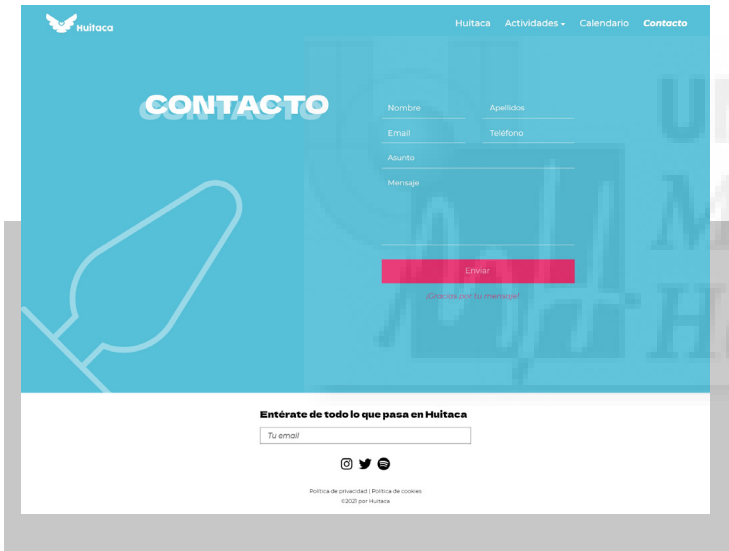 Huitaca
Huitaca Actividades Calendario Contacto
CONTACTO
Nombre Apellidos
Email Teléfono
Asunto
Mensaje
Enviar
¡Gracias por tu mensaje!
Entérate de todo lo que pasa en Huitaca
Tu email
Política de privacidad | Política de cookies
©2021 por Huitaca